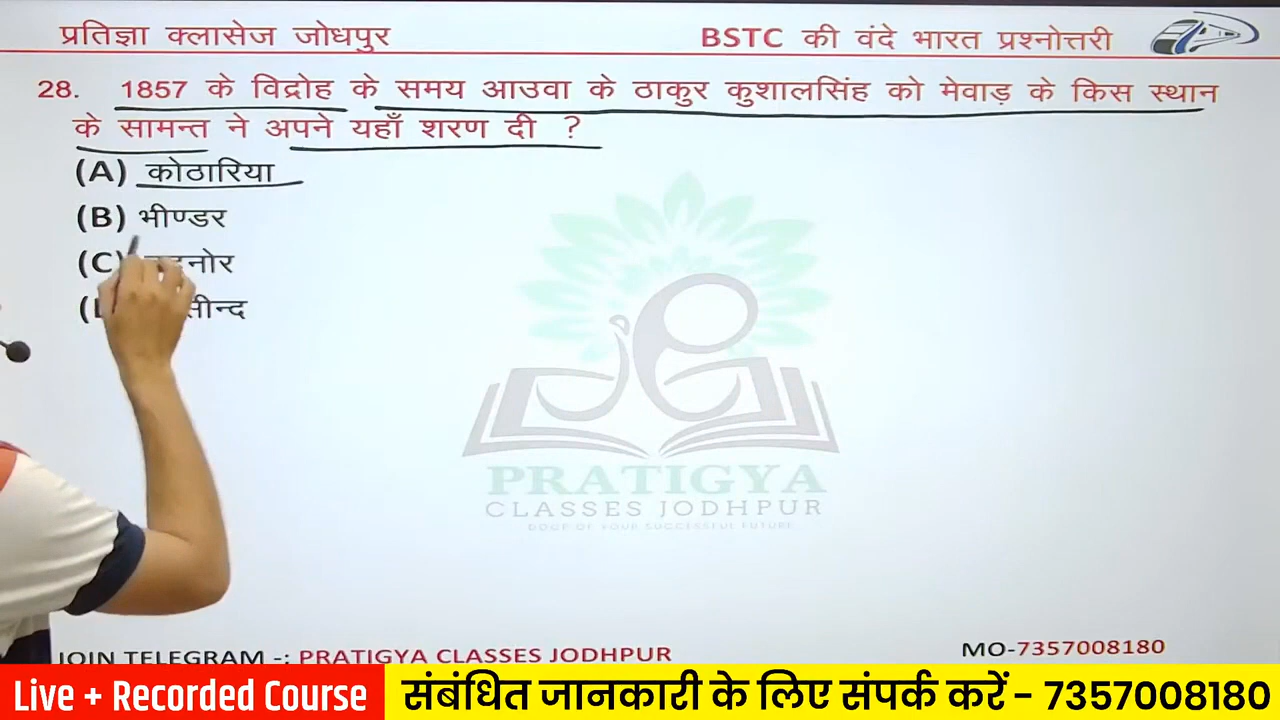 प्रतिज्ञा क्लासेज जोधपुर
BSTC की वंदे भारत प्रश्नोत्तरी
28. 1857 के विद्रोह के समय आउवा के ठाकुर कुशालसिंह को मेवाड़ के किस स्थान
के सामन्त ने अपने यहाँ शरण दी ?
(A) कोठारिया
(B) भीण्डर
(C)
PRATIGYA
CLASSES JODHPUR
JOIN TELEGRAM -: PRATIGYA CLASSES JODHPUR
MO-7357008180
Live + Recorded Course
संबंधित जानकारी के लिए संपर्क करें - 7357008180